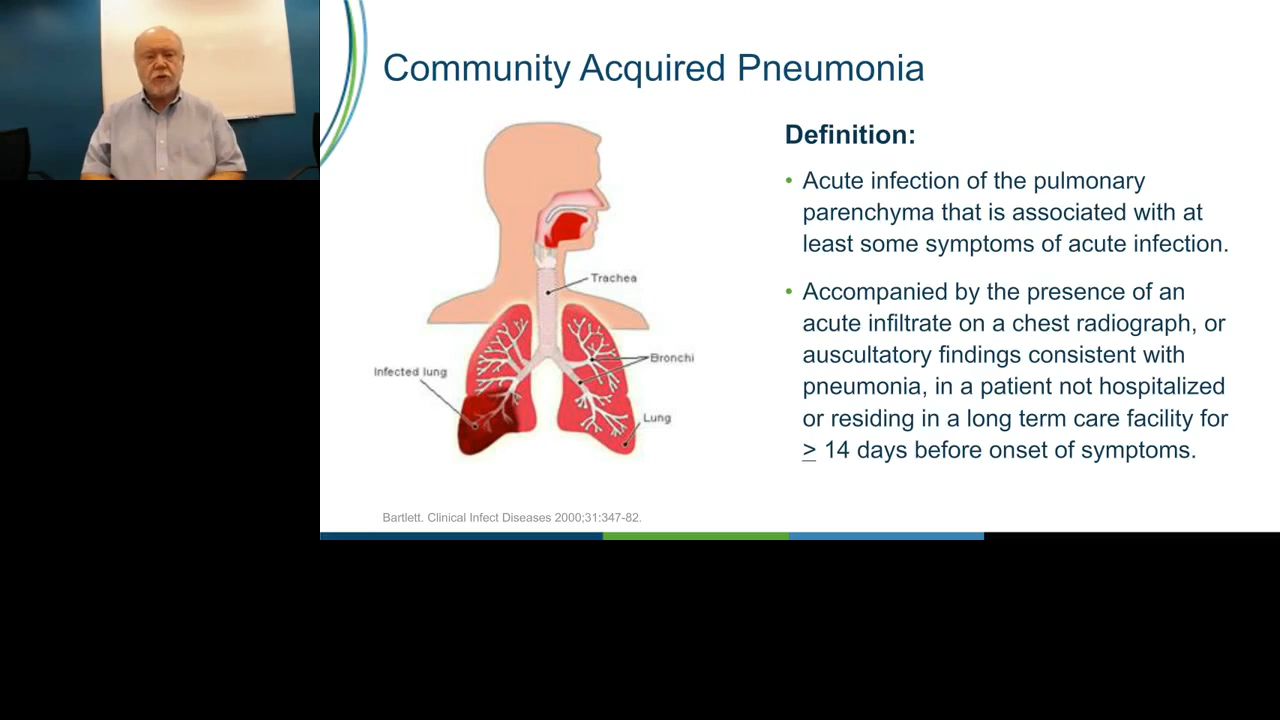 Community Acquired Pneumonia
Trachea
Bronchi
Infected lung
Lung
Definition:
• Acute infection of the pulmonary
parenchyma that is associated with at
least some symptoms of acute infection.
• Accompanied by the presence of an
acute infiltrate on a chest radiograph, or
auscultatory findings consistent with
pneumonia, in a patient not hospitalized
or residing in a long term care facility for
≥ 14 days before onset of symptoms.
Bartlett. Clinical Infect Diseases 2000;31:347-82.